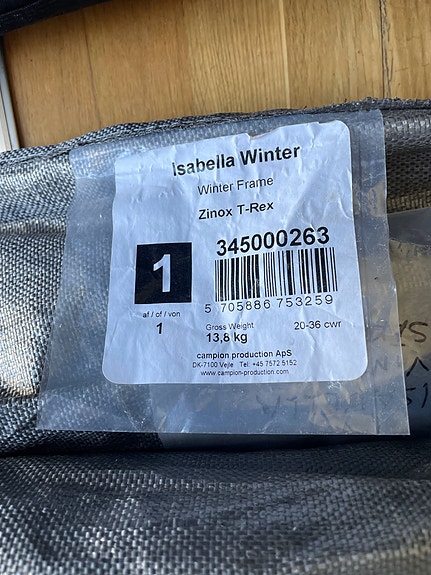 Isabella Winter
Winter Frame
Zinox T-Rex
345000263
1
5 705886 753259
af / of / von
1
Gross Weight
13,8 kg
20-36 cwr
campion production ApS
DK-7100 Vejle Tel: +45 7572 5152
www.campion-production.com